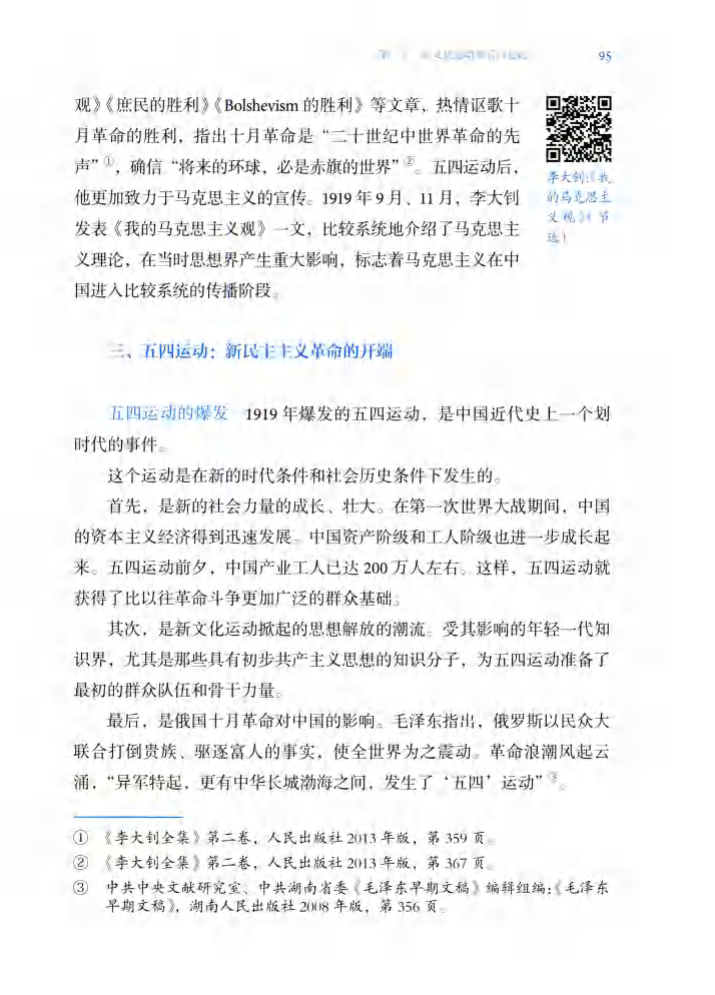 95
观》《庶民的胜利》《Bolshevism 的胜利》等文章，热情讴歌十
月革命的胜利，指出十月革命是“二十世纪中世界革命的先
声”①，确信“将来的环球，必是赤旗的世界”②。五四运动后，
他更加致力于马克思主义的宣传。1919 年 9 月、11 月，李大钊
发表《我的马克思主义观》一文，比较系统地介绍了马克思主
义理论，在当时思想界产生重大影响，标志着马克思主义在中
国进入比较系统的传播阶段。
李大钊:《我
的马克思主
义观》（节
选）
三、五四运动：新民主主义革命的开端
五四运动的爆发 1919 年爆发的五四运动，是中国近代史上一个划
时代的事件。
这个运动是在新的时代条件和社会历史条件下发生的。
首先，是新的社会力量的成长、壮大。在第一次世界大战期间，中国
的资本主义经济得到迅速发展。中国资产阶级和工人阶级也进一步成长起
来。五四运动前夕，中国产业工人已达 200 万人左右。这样，五四运动就
获得了比以往革命斗争更加广泛的群众基础。
其次，是新文化运动掀起的思想解放的潮流。受其影响的年轻一代知
识界，尤其是那些具有初步共产主义思想的知识分子，为五四运动准备了
最初的群众队伍和骨干力量。
最后，是俄国十月革命对中国的影响。毛泽东指出，俄罗斯以民众大
联合打倒贵族、驱逐富人的事实，使全世界为之震动。革命浪潮风起云
涌，“异军特起，更有中华长城渤海之间，发生了‘五四’运动”③。
① 《李大钊全集》第二卷，人民出版社 2013 年版，第 359 页。
② 《李大钊全集》第二卷，人民出版社 2013 年版，第 367 页。
③ 中共中央文献研究室、中共湖南省委《毛泽东早期文稿》编辑组编:《毛泽东
早期文稿》，湖南人民出版社 2008 年版，第 356 页。